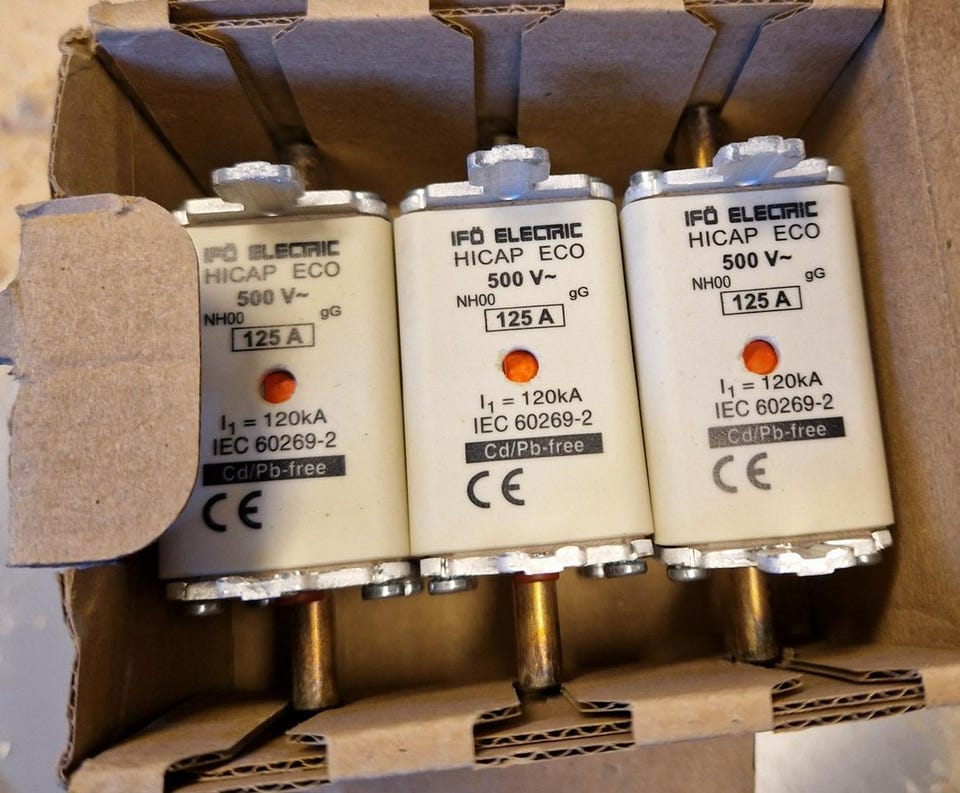 IFÖ ELECTRIC
HICAP ECO
500 V~
NH00 gG
125 A
I1 = 120kA
IEC 60269-2
Cd/Pb-free
CE
IFÖ ELECTRIC
HICAP ECO
500 V~
NH00 gG
125 A
I1 = 120kA
IEC 60269-2
Cd/Pb-free
CE
IFÖ ELECTRIC
HICAP ECO
500 V~
NH00 gG
125 A
I1 = 120kA
IEC 60269-2
Cd/Pb-free
CE